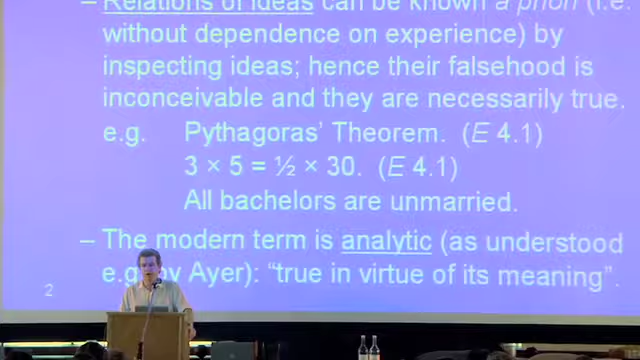 – Relations of ideas can be known a priori (i.e.
without dependence on experience) by
inspecting ideas; hence their falsehood is
inconceivable and they are necessarily true.
e.g. Pythagoras’ Theorem. (E 4.1)
3 × 5 = ½ × 30. (E 4.1)
All bachelors are unmarried.
– The modern term is analytic (as understood
e.g. by Ayer): “true in virtue of its meaning”.
2